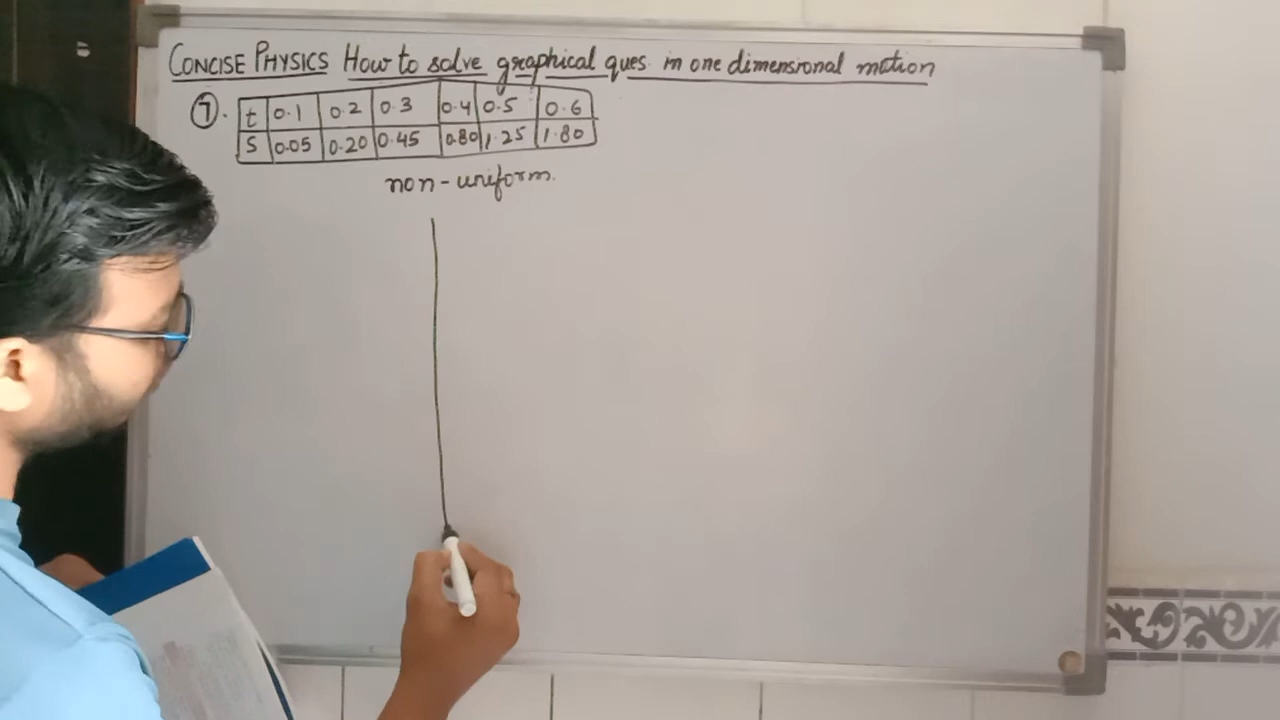 CONCISE PHYSICS How to solve graphical ques. in one dimensional motion
7. t 0.1 0.2 0.3 0.4 0.5 0.6
S 0.05 0.20 0.45 0.80 1.25 1.80
non-uniform.